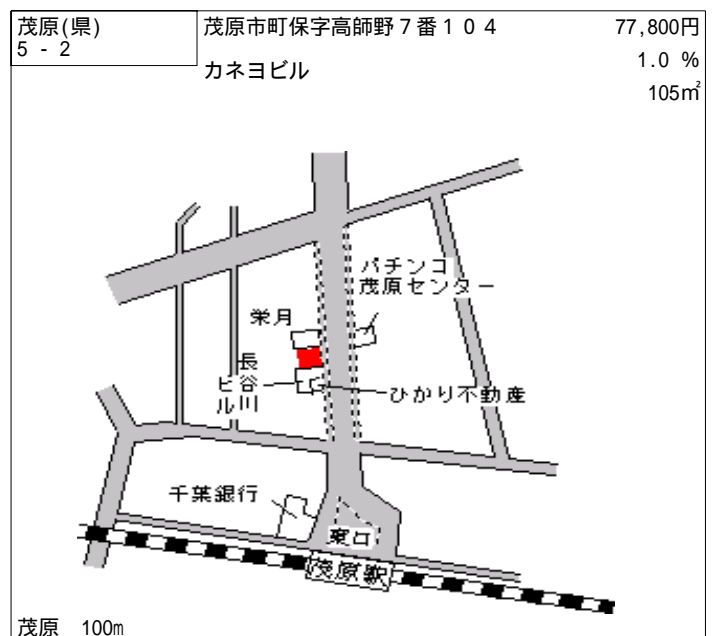 茂原(県)
5 - 2
茂原市町保字高師野７番１０４
77,800円
カネヨビル
1.0 %
105㎡
パチンコ
茂原センター
栄月
長谷川
ビル
ひかり不動産
千葉銀行
東口
茂原駅
茂原 100m